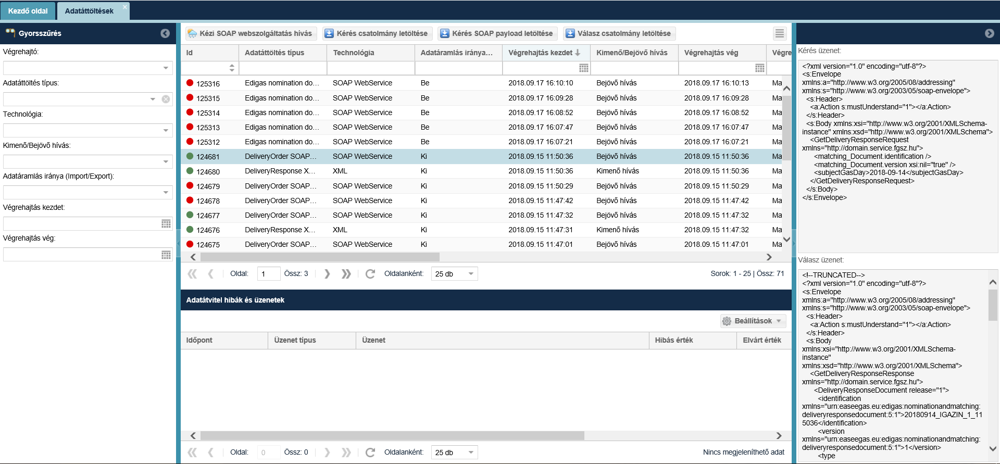 Kezdő oldal
Adatáttöltések
Gyorsszűrés
Végrehajtó:
Adatáttöltés típus:
Technológia:
Kimenő/Bejövő hívás:
Adatáramlás iránya (Import/Export):
Végrehajtás kezdet:
Végrehajtás vég:
Kézi SOAP webszolgáltatás hívás
Kérés csatolmány letöltése
Kérés SOAP payload letöltése
Válasz csatolmány letöltése
Id Adatáttöltés típus Technológia Adatáramlás iránya... Végrehajtás kezdet Kimenő/Bejövő hívás Végrehajtás vég Végre
125316 Edigas nomination do... SOAP WebService Be 2018.09.17 16:10:10 Bejövő hívás 2018.09.17 16:10:13 Ma
125315 Edigas nomination do... SOAP WebService Be 2018.09.17 16:09:28 Bejövő hívás 2018.09.17 16:09:28 Ma
125314 Edigas nomination do... SOAP WebService Be 2018.09.17 16:08:52 Bejövő hívás 2018.09.17 16:08:52 Ma
125313 Edigas nomination do... SOAP WebService Be 2018.09.17 16:07:47 Bejövő hívás 2018.09.17 16:07:47 Ma
125312 Edigas nomination do... SOAP WebService Be 2018.09.17 16:07:21 Bejövő hívás 2018.09.17 16:07:21 Ma
124681 DeliveryOrder SOAP... SOAP WebService Ki 2018.09.15 11:50:36 Bejövő hívás 2018.09.15 11:50:36 Ma
124680 DeliveryResponse X... XML Ki 2018.09.15 11:50:36 Kimenő hívás 2018.09.15 11:50:36 Ma
124679 DeliveryOrder SOAP... SOAP WebService Ki 2018.09.15 11:50:29 Bejövő hívás 2018.09.15 11:50:29 Ma
124678 DeliveryOrder SOAP... SOAP WebService Ki 2018.09.15 11:47:42 Bejövő hívás 2018.09.15 11:47:42 Ma
124677 DeliveryOrder SOAP... SOAP WebService Ki 2018.09.15 11:47:32 Bejövő hívás 2018.09.15 11:47:32 Ma
124676 DeliveryResponse X... XML Ki 2018.09.15 11:47:31 Kimenő hívás 2018.09.15 11:47:32 Ma
124675 DeliveryOrder SOAP... SOAP WebService Ki 2018.09.15 11:47:01 Bejövő hívás 2018.09.15 11:47:01 Ma
Oldal: 1 Össz: 3 Oldalanként: 25 db Sorok: 1 - 25 | Össz: 71
Adatátvitel hibák és üzenetek
Beállítások
Időpont Üzenet típus Üzenet Hibás érték Elvárt érték
Oldal: 0 Össz: 0 Oldalanként: 25 db Nincs megjeleníthető adat
Kérés üzenet:
<?xml version="1.0" encoding="utf-8"?>
<s:Envelope
xmlns:a="http://www.w3.org/2005/08/addressing"
xmlns:s="http://www.w3.org/2003/05/soap-envelope">
<s:Header>
<a:Action s:mustUnderstand="1"></a:Action>
</s:Header>
<s:Body xmlns:xsi="http://www.w3.org/2001/XMLSchema-
instance" xmlns:xsd="http://www.w3.org/2001/XMLSchema">
<GetDeliveryResponseRequest
xmlns="http://domain.service.fgsz.hu">
<matching_Document.identification />
<matching_Document.version xsi:nil="true" />
<subjectGasDay>2018-09-14</subjectGasDay>
</GetDeliveryResponseRequest>
</s:Body>
</s:Envelope>
Válasz üzenet:
<!--TRUNCATED-->
<?xml version="1.0" encoding="utf-8"?>
<s:Envelope
xmlns:a="http://www.w3.org/2005/08/addressing"
xmlns:s="http://www.w3.org/2003/05/soap-envelope">
<s:Header>
<a:Action s:mustUnderstand="1"></a:Action>
</s:Header>
<s:Body
xmlns:xsi="http://www.w3.org/2001/XMLSchema-
instance"
xmlns:xsd="http://www.w3.org/2001/XMLSchema">
<GetDeliveryResponseResponse
xmlns="http://domain.service.fgsz.hu">
<DeliveryResponseDocument release="1">
<identification
xmlns="urn:easeegas.eu:edigas:nominationandmatching:
deliveryresponsedocument:5:1">20180914_IGAZIN_1_11
5036</identification>
<version
xmlns="urn:easeegas.eu:edigas:nominationandmatching:
deliveryresponsedocument:5:1">1</version>
<type